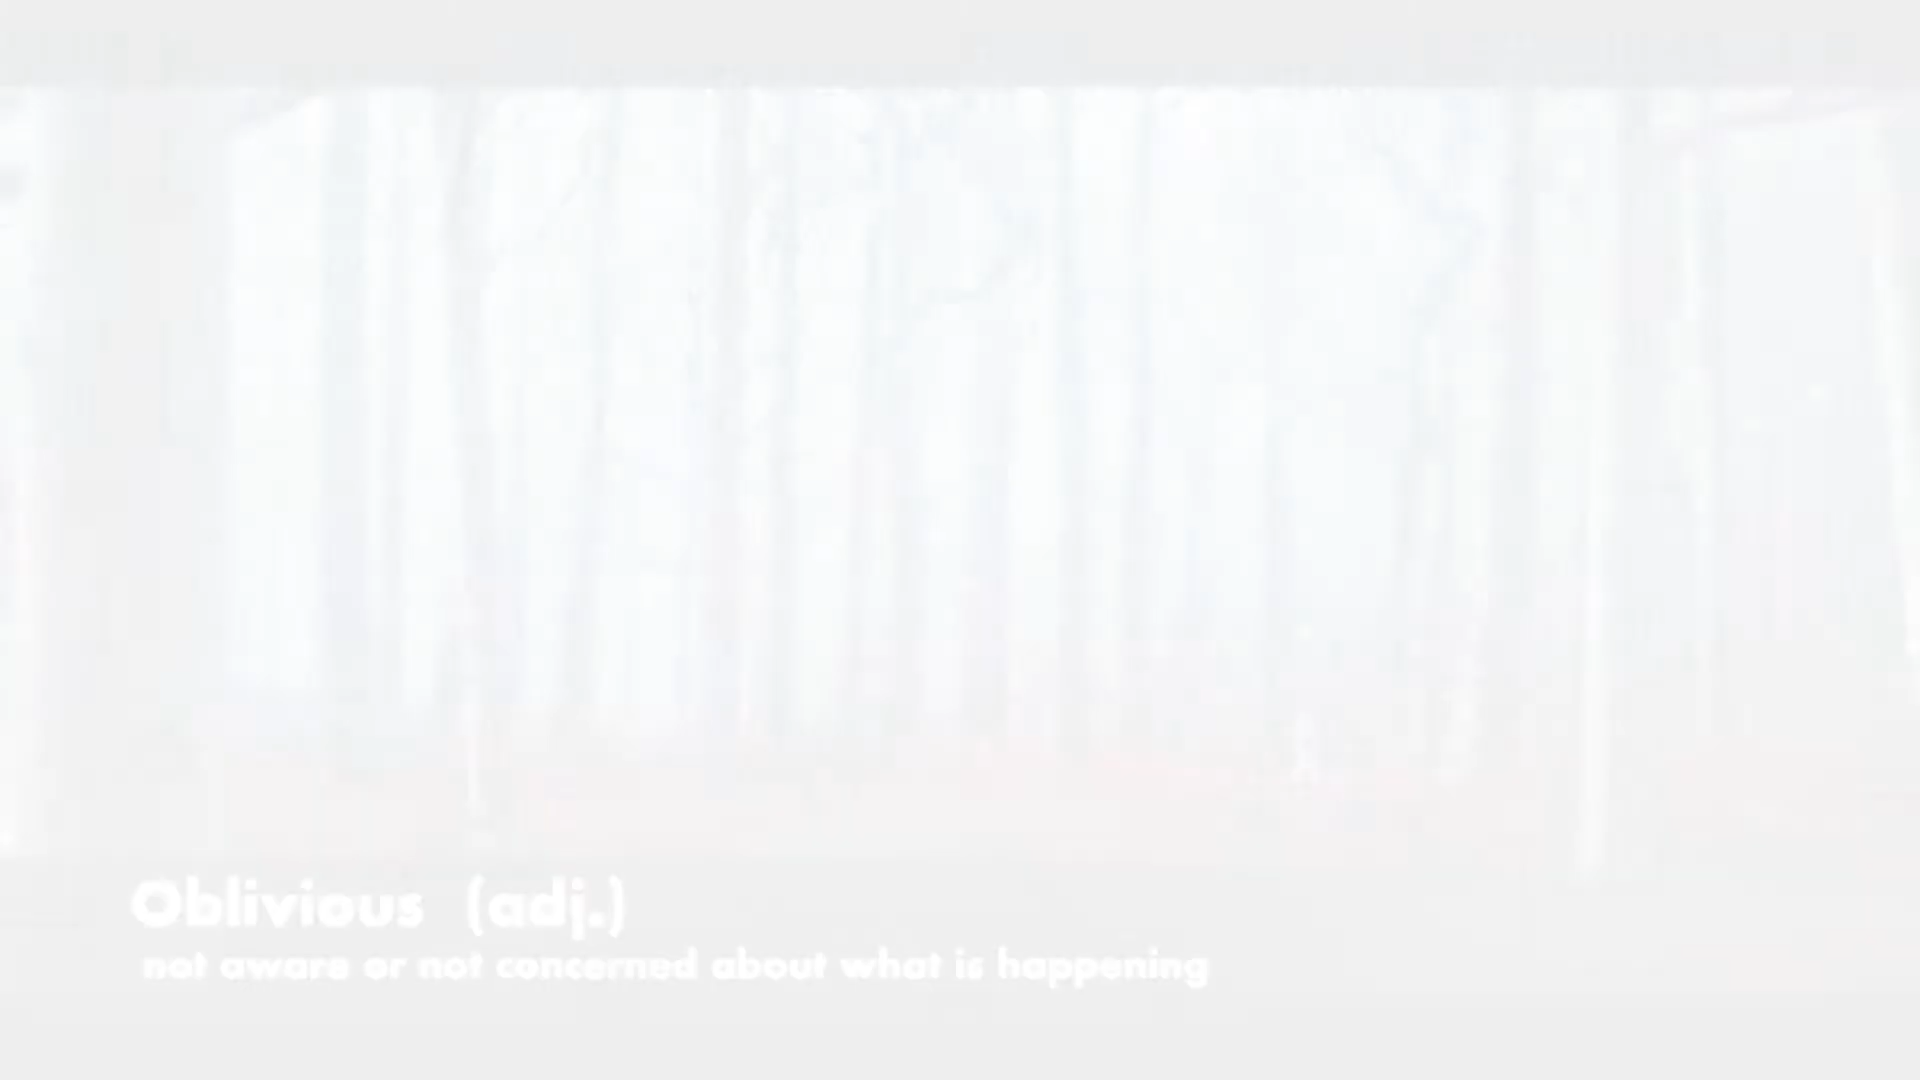 Oblivious (adj.)
not aware or not concerned about what is happening